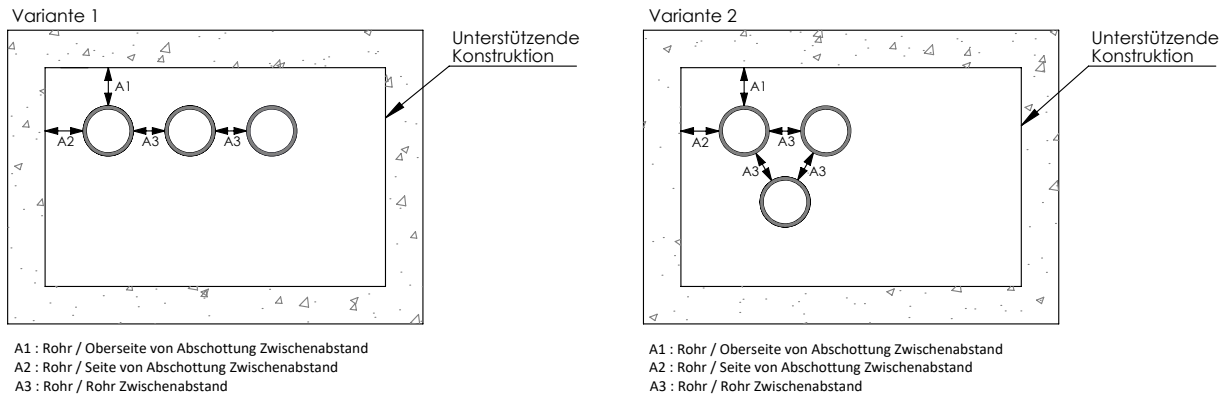 Variante 1
Unterstützende
Konstruktion
A1
A2
A3
A3
A1 : Rohr / Oberseite von Abschottung Zwischenabstand
A2 : Rohr / Seite von Abschottung Zwischenabstand
A3 : Rohr / Rohr Zwischenabstand
Variante 2
Unterstützende
Konstruktion
A1
A2
A3
A3
A3
A1 : Rohr / Oberseite von Abschottung Zwischenabstand
A2 : Rohr / Seite von Abschottung Zwischenabstand
A3 : Rohr / Rohr Zwischenabstand